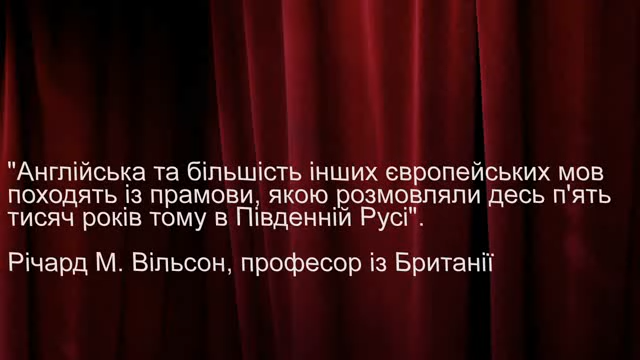 "Англійська та більшість інших європейських мов
походять із прамови, якою розмовляли десь п'ять
тисяч років тому в Південній Русі".
Річард М. Вільсон, професор із Британії